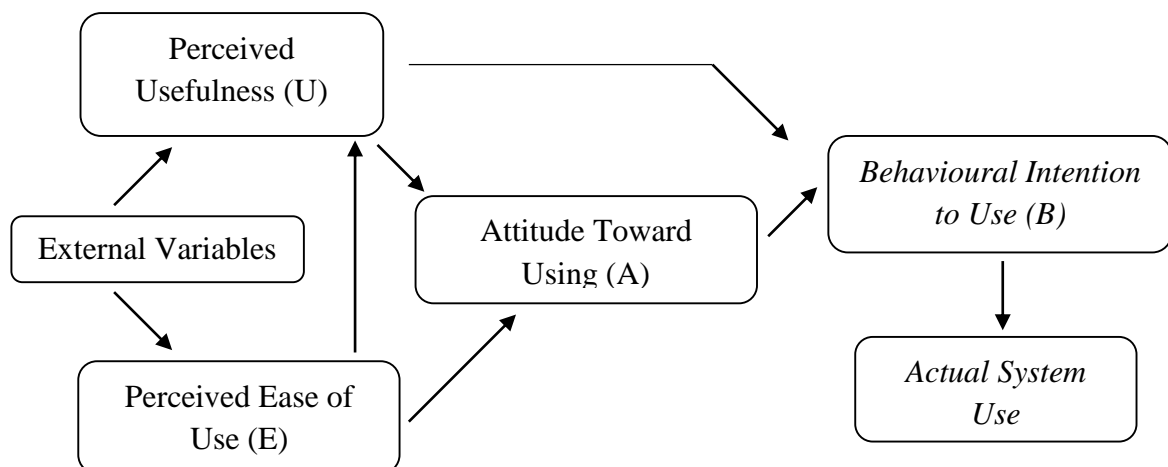 Perceived
Usefulness (U)
External Variables
Perceived Ease of
Use (E)
Attitude Toward
Using (A)
Behavioural Intention
to Use (B)
Actual System
Use